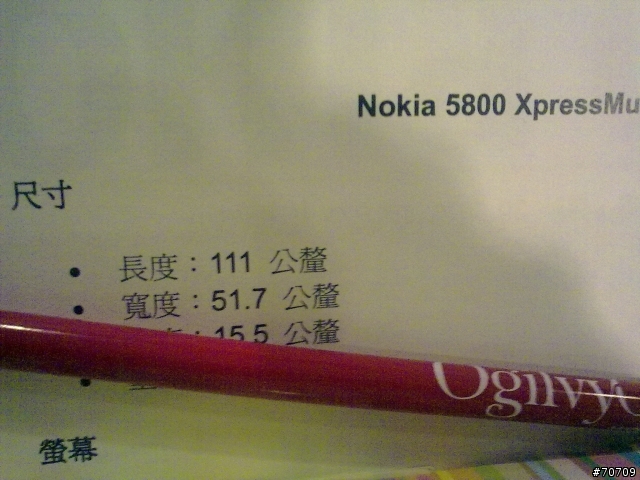 Nokia 5800 XpressMu
尺寸
• 長度：111 公釐
• 寬度：51.7 公釐
：15.5 公釐
Ogilvy
螢幕
#70709